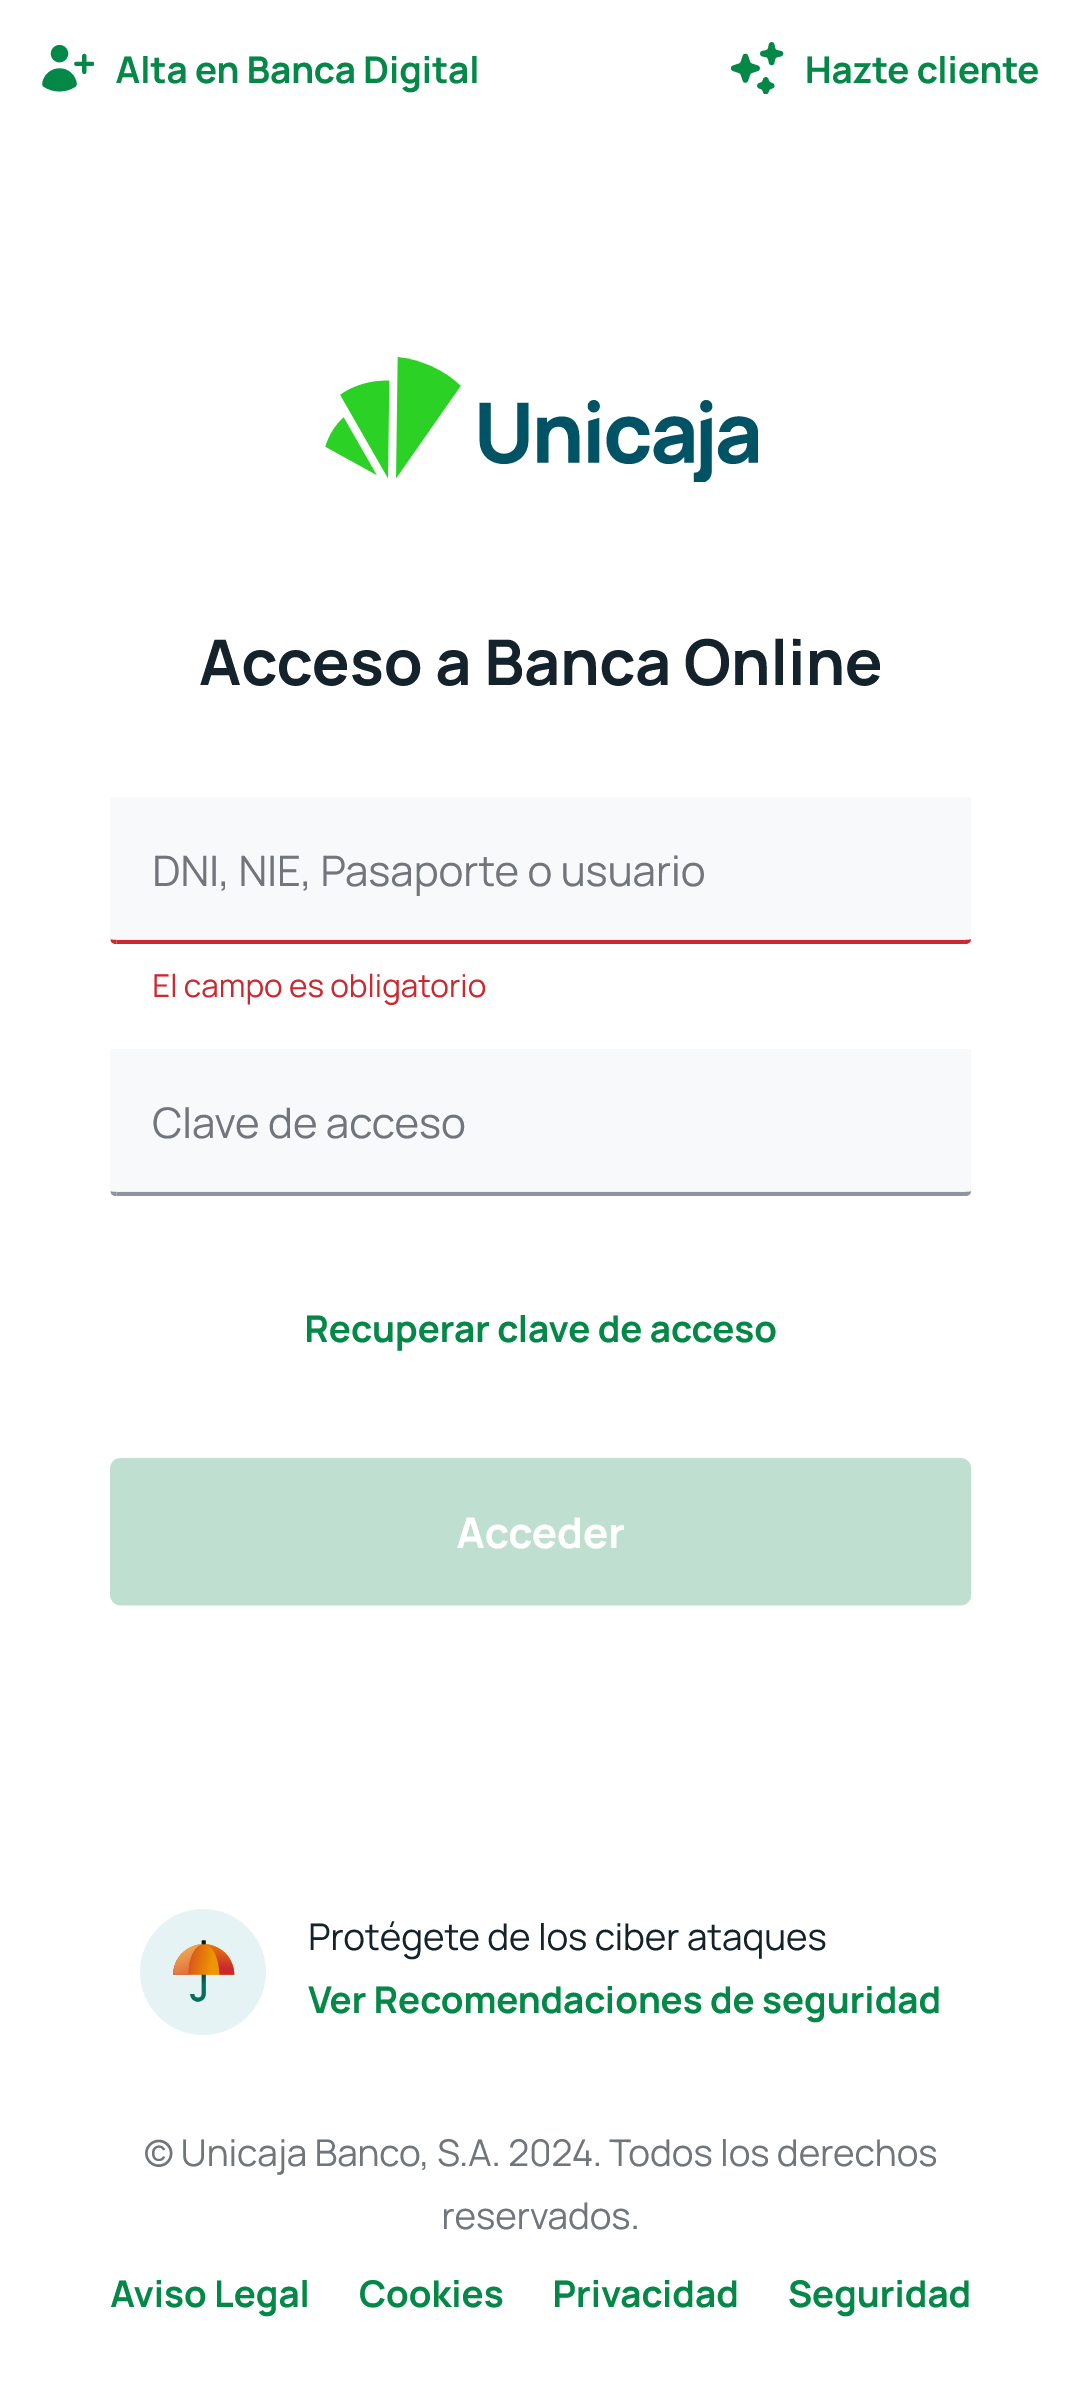 Alta en Banca Digital
Hazte cliente
Unicaja
Acceso a Banca Online
DNI, NIE, Pasaporte o usuario
El campo es obligatorio
Clave de acceso
Recuperar clave de acceso
Acceder
Protégete de los ciber ataques
Ver Recomendaciones de seguridad
© Unicaja Banco, S.A. 2024. Todos los derechos
reservados.
Aviso Legal Cookies Privacidad Seguridad